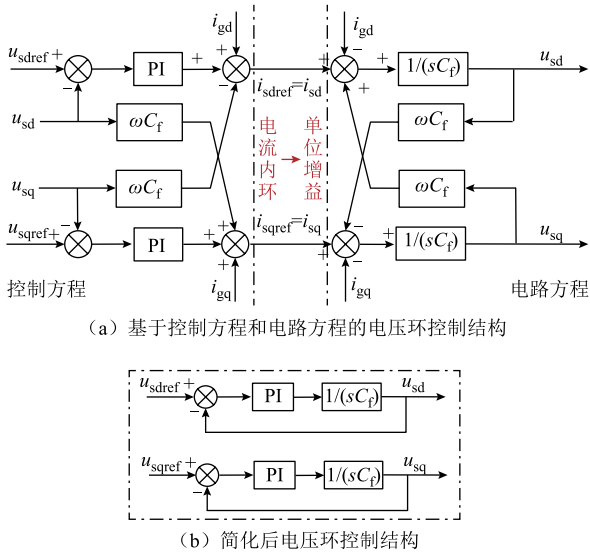 i_gd i_gd
u_sdref + PI + + − i_sdref=i_sd + − + 1/(sC_f) u_sd
−
u_sd ωC_f ωC_f
电流内环 → 单位增益
u_sq ωC_f ωC_f
−
u_sqref + PI + + + i_sqref=i_sq + − − + 1/(sC_f) u_sq
i_gq i_gq
控制方程 电路方程
（a）基于控制方程和电路方程的电压环控制结构
u_sdref + − PI 1/(sC_f) u_sd
u_sqref + − PI 1/(sC_f) u_sq
（b）简化后电压环控制结构